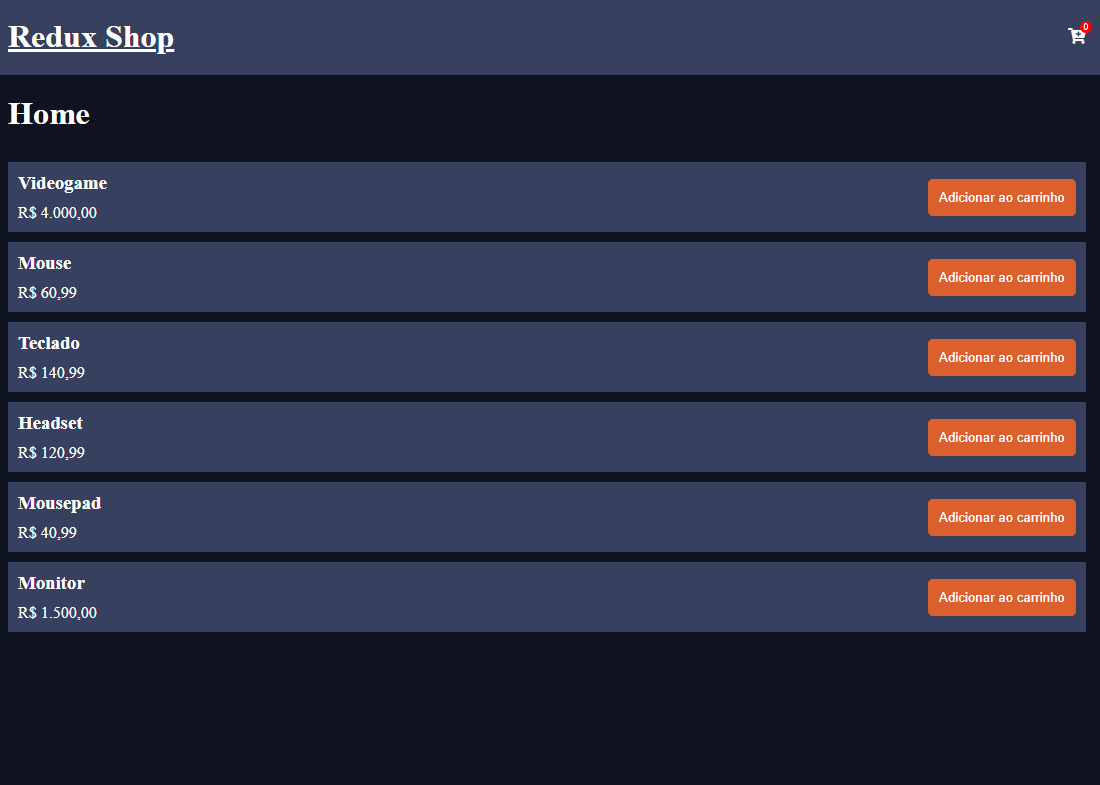 Redux Shop
0
Home
Videogame
R$ 4.000,00
Adicionar ao carrinho
Mouse
R$ 60,99
Adicionar ao carrinho
Teclado
R$ 140,99
Adicionar ao carrinho
Headset
R$ 120,99
Adicionar ao carrinho
Mousepad
R$ 40,99
Adicionar ao carrinho
Monitor
R$ 1.500,00
Adicionar ao carrinho